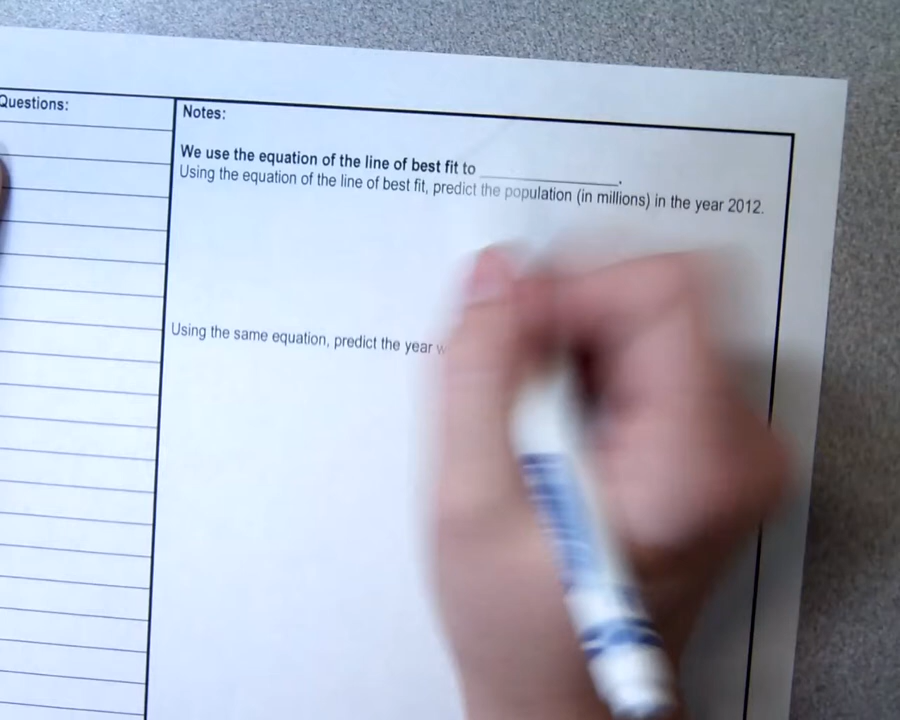 Questions:
Notes:
We use the equation of the line of best fit to ____________.
Using the equation of the line of best fit, predict the population (in millions) in the year 2012.
Using the same equation, predict the year